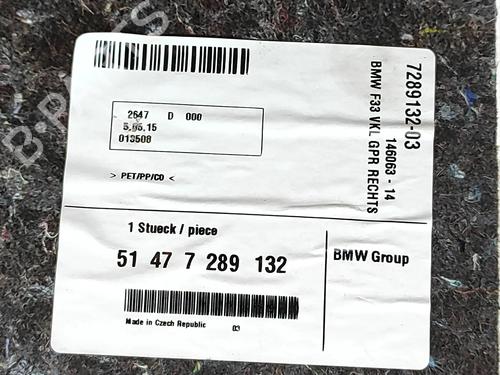 2647 D 000
5.05.15
013508
> PET/PP/CO <
1 Stueck / piece
51 47 7 289 132
Made in Czech Republic 03
BMW Group
7289132-03
146063 - 14
BMW F33 VKL GPR RECHTS
B-PARTS